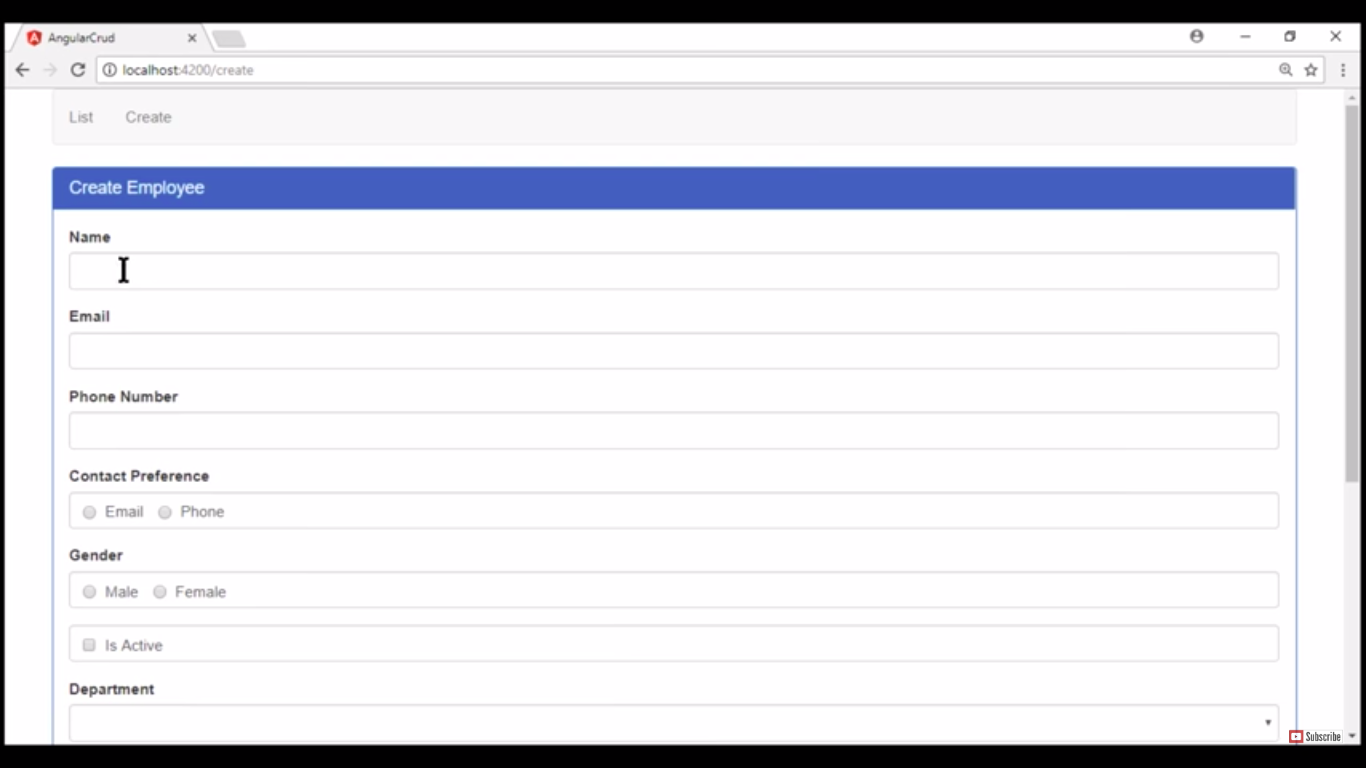 AngularCrud
localhost:4200/create
List Create
Create Employee
Name
Email
Phone Number
Contact Preference
Email Phone
Gender
Male Female
Is Active
Department
Subscribe